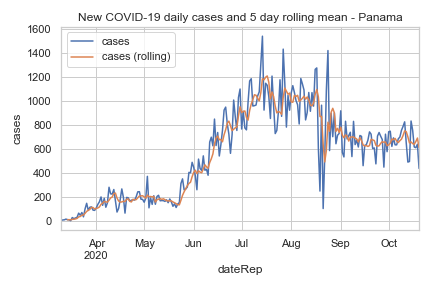 New COVID-19 daily cases and 5 day rolling mean - Panama
cases
cases (rolling)
1600
1400
1200
1000
800
600
400
200
0
cases
Apr
2020
May
Jun
Jul
Aug
Sep
Oct
dateRep